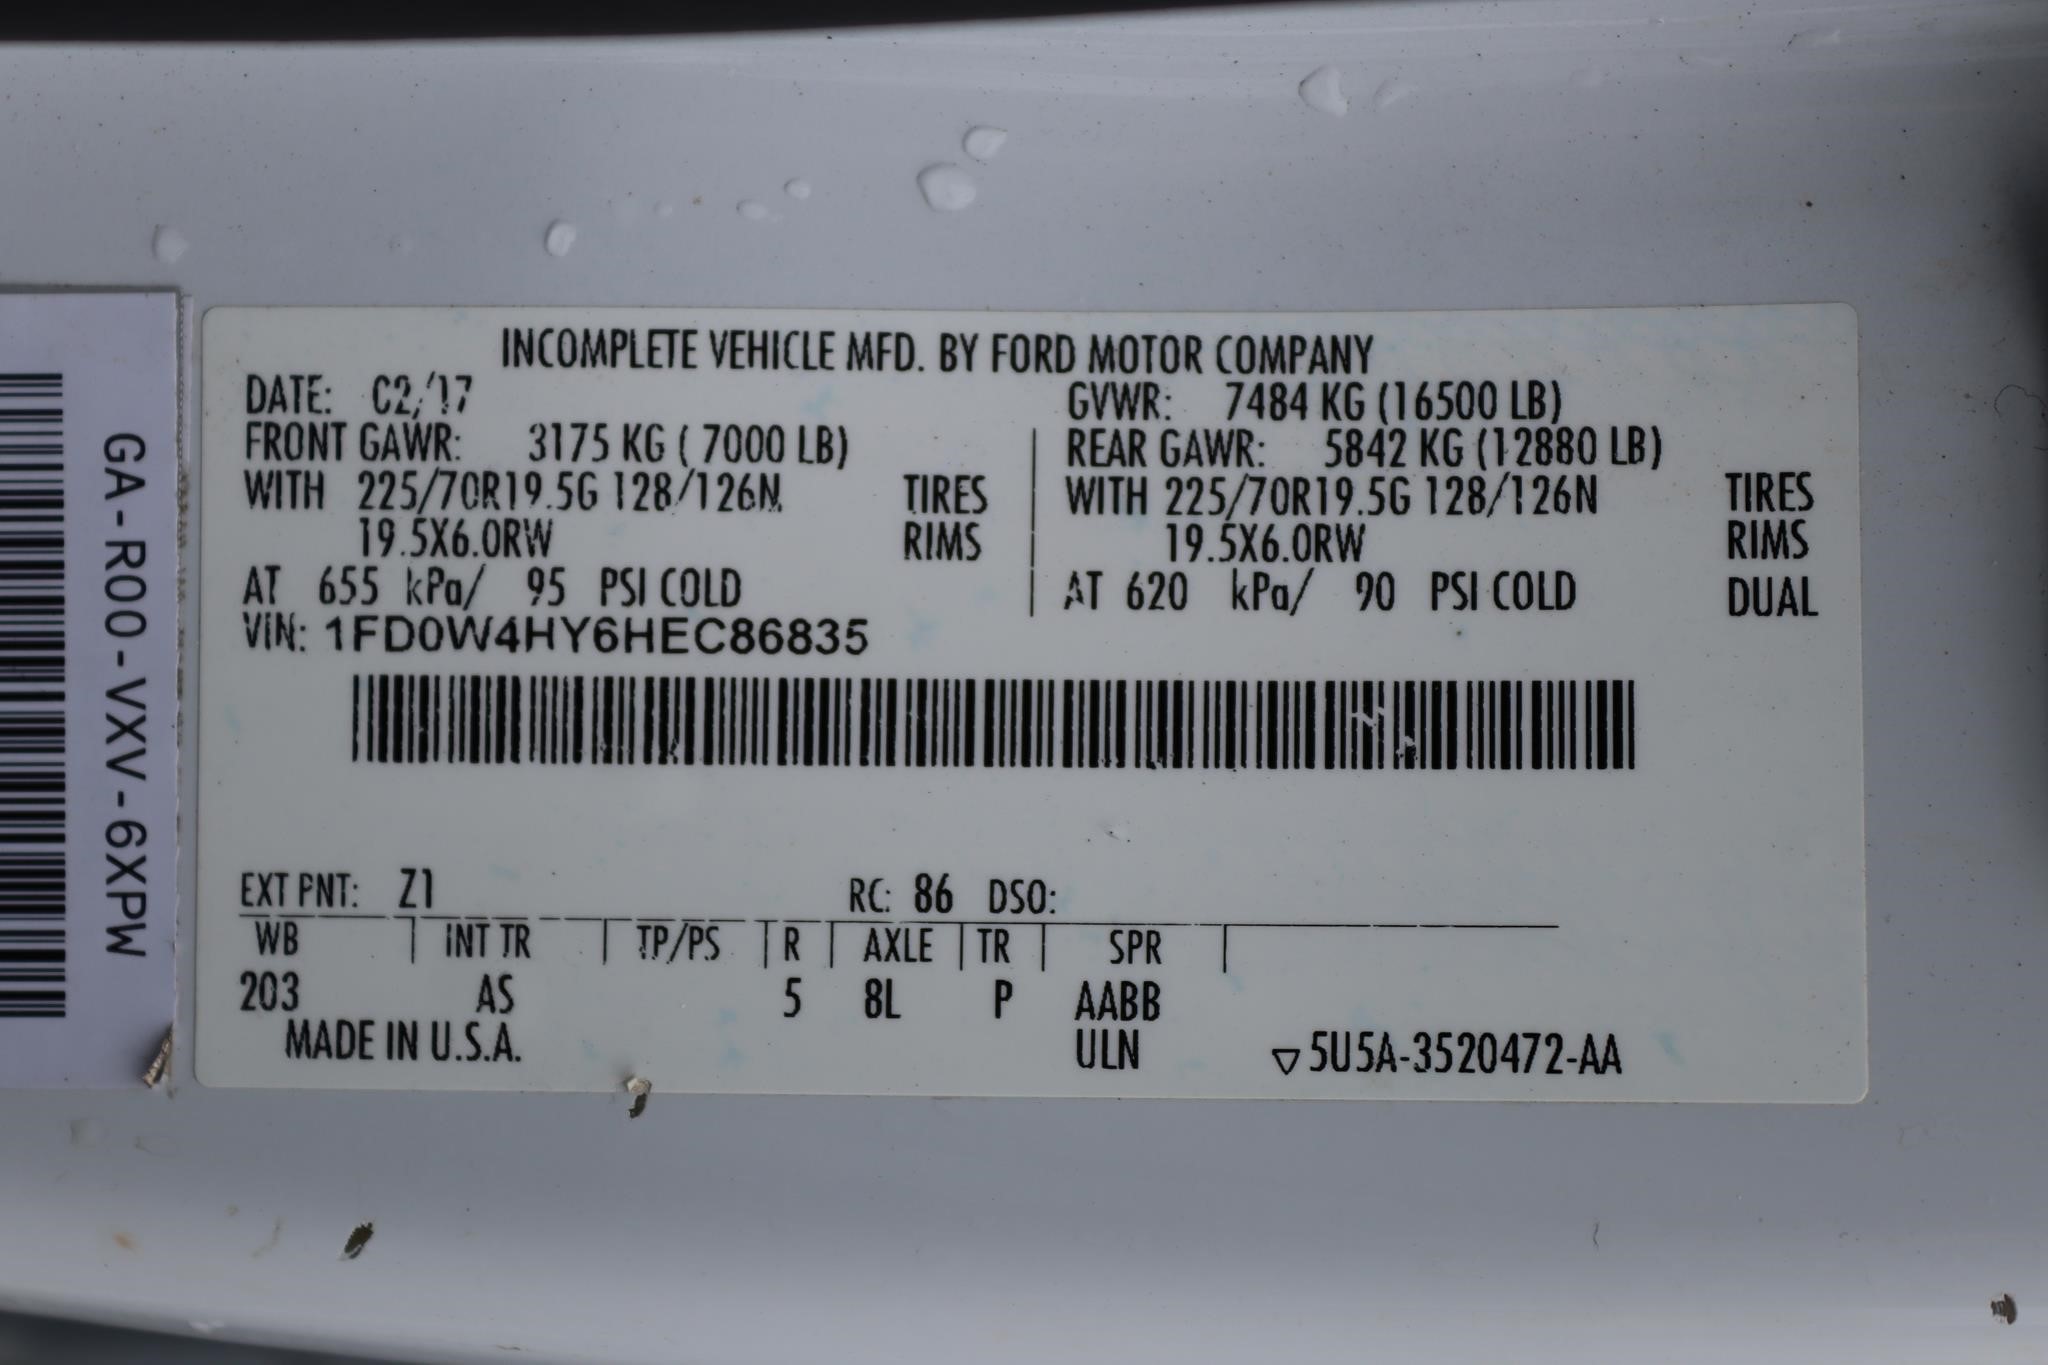 INCOMPLETE VEHICLE MFD. BY FORD MOTOR COMPANY
DATE: 02/17 GVWR: 7484 KG (16500 LB)
FRONT GAWR: 3175 KG ( 7000 LB) REAR GAWR: 5842 KG (12880 LB)
WITH 225/70R19.5G 128/126N TIRES WITH 225/70R19.5G 128/126N TIRES
19.5X6.0RW RIMS 19.5X6.0RW RIMS
AT 655 kPa/ 95 PSI COLD AT 620 kPa/ 90 PSI COLD DUAL
VIN: 1FD0W4HY6HEC86835
EXT PNT: Z1 RC: 86 DSO:
WB INT TR TP/PS R AXLE TR SPR
203 AS 5 8L P AABB
MADE IN U.S.A. ULN ▽5U5A-3520472-AA
GA-R00-VXV-6XPW